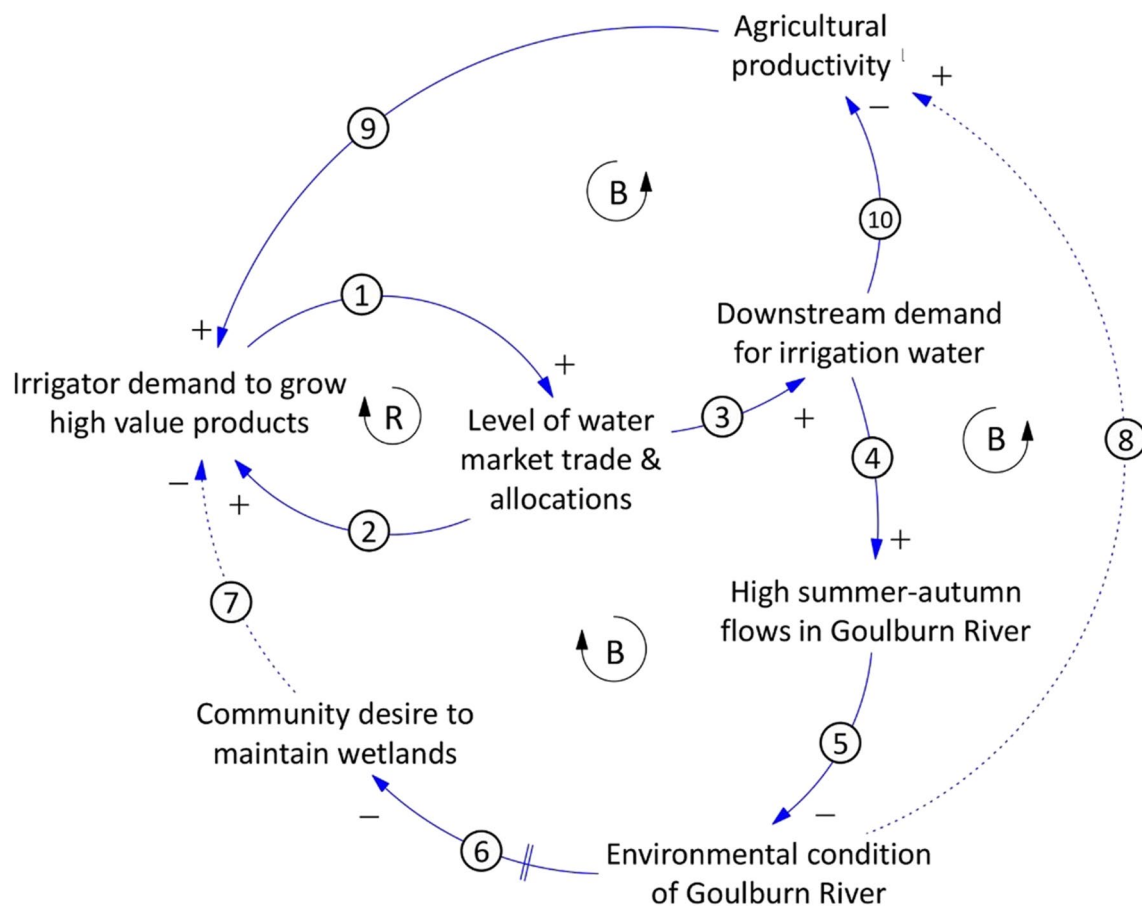 Agricultural
productivity
+
−
9
B
10
1
Downstream demand
for irrigation water
+
+
Irrigator demand to grow
high value products
R
Level of water
market trade &
allocations
3
+
B
8
4
−
+
2
+
High summer-autumn
flows in Goulburn River
7
B
Community desire to
maintain wetlands
5
−
−
6
Environmental condition
of Goulburn River